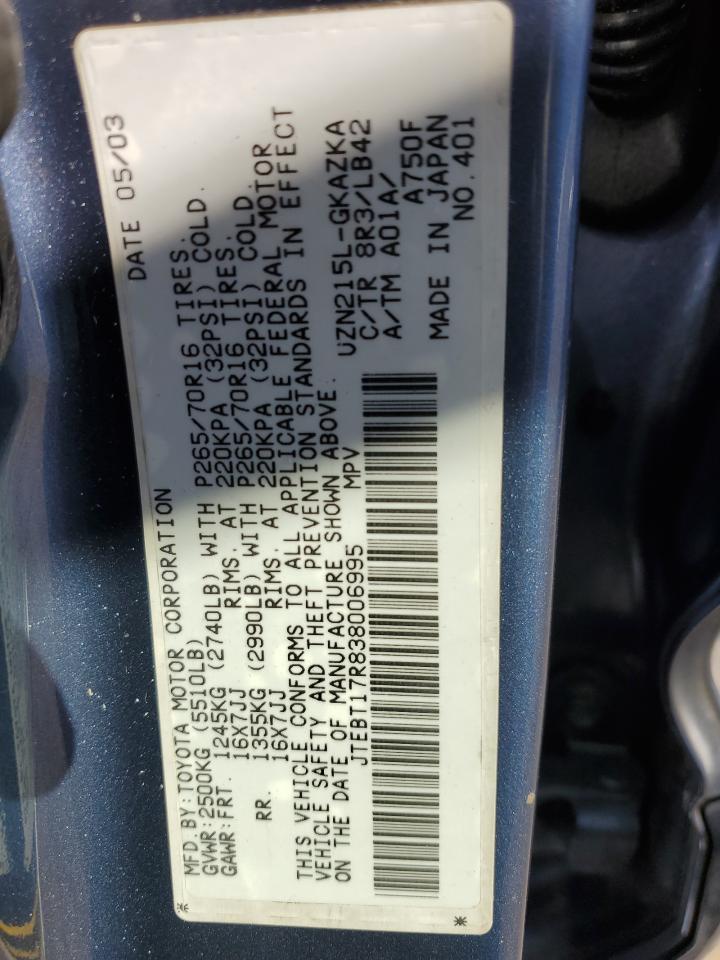 MFD.BY:TOYOTA MOTOR CORPORATION DATE 05/03
GVWR:2500KG (5510LB)
GAWR:FRT. 1245KG (2740LB) WITH P265/70R16 TIRES.
16X7JJ RIMS. AT 220KPA (32PSI) COLD.
RR. 1355KG (2990LB) WITH P265/70R16 TIRES.
16X7JJ RIMS. AT 220KPA (32PSI) COLD.
THIS VEHICLE CONFORMS TO ALL APPLICABLE FEDERAL MOTOR
VEHICLE SAFETY AND THEFT PREVENTION STANDARDS IN EFFECT
ON THE DATE OF MANUFACTURE SHOWN ABOVE.
JTEBT17R838006995 MPV
UZN215L-GKAZKA
C/TR 8R3/LB42
A/TM A01A/ A750F
MADE IN JAPAN
NO.401